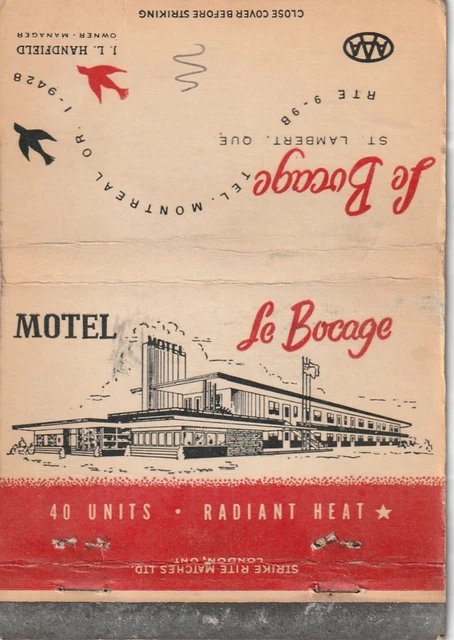 CLOSE COVER BEFORE STRIKING
J. L. HANDFIELD
OWNER - MANAGER
AAA
RTE 9-9B
TEL. MONTREAL OR. 1-9428
ST. LAMBERT, QUE.
Le Bocage
MOTEL
Le Bocage
MOTEL
40 UNITS • RADIANT HEAT ★
STRIKE RITE MATCHES LTD.
LONDON, ONT.